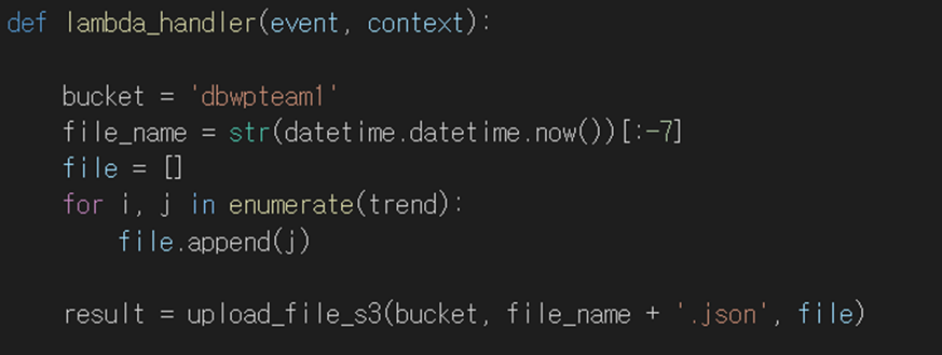 def lambda_handler(event, context):
bucket = 'dbwpteam1'
file_name = str(datetime.datetime.now())[:-7]
file = []
for i, j in enumerate(trend):
file.append(j)
result = upload_file_s3(bucket, file_name + '.json', file)